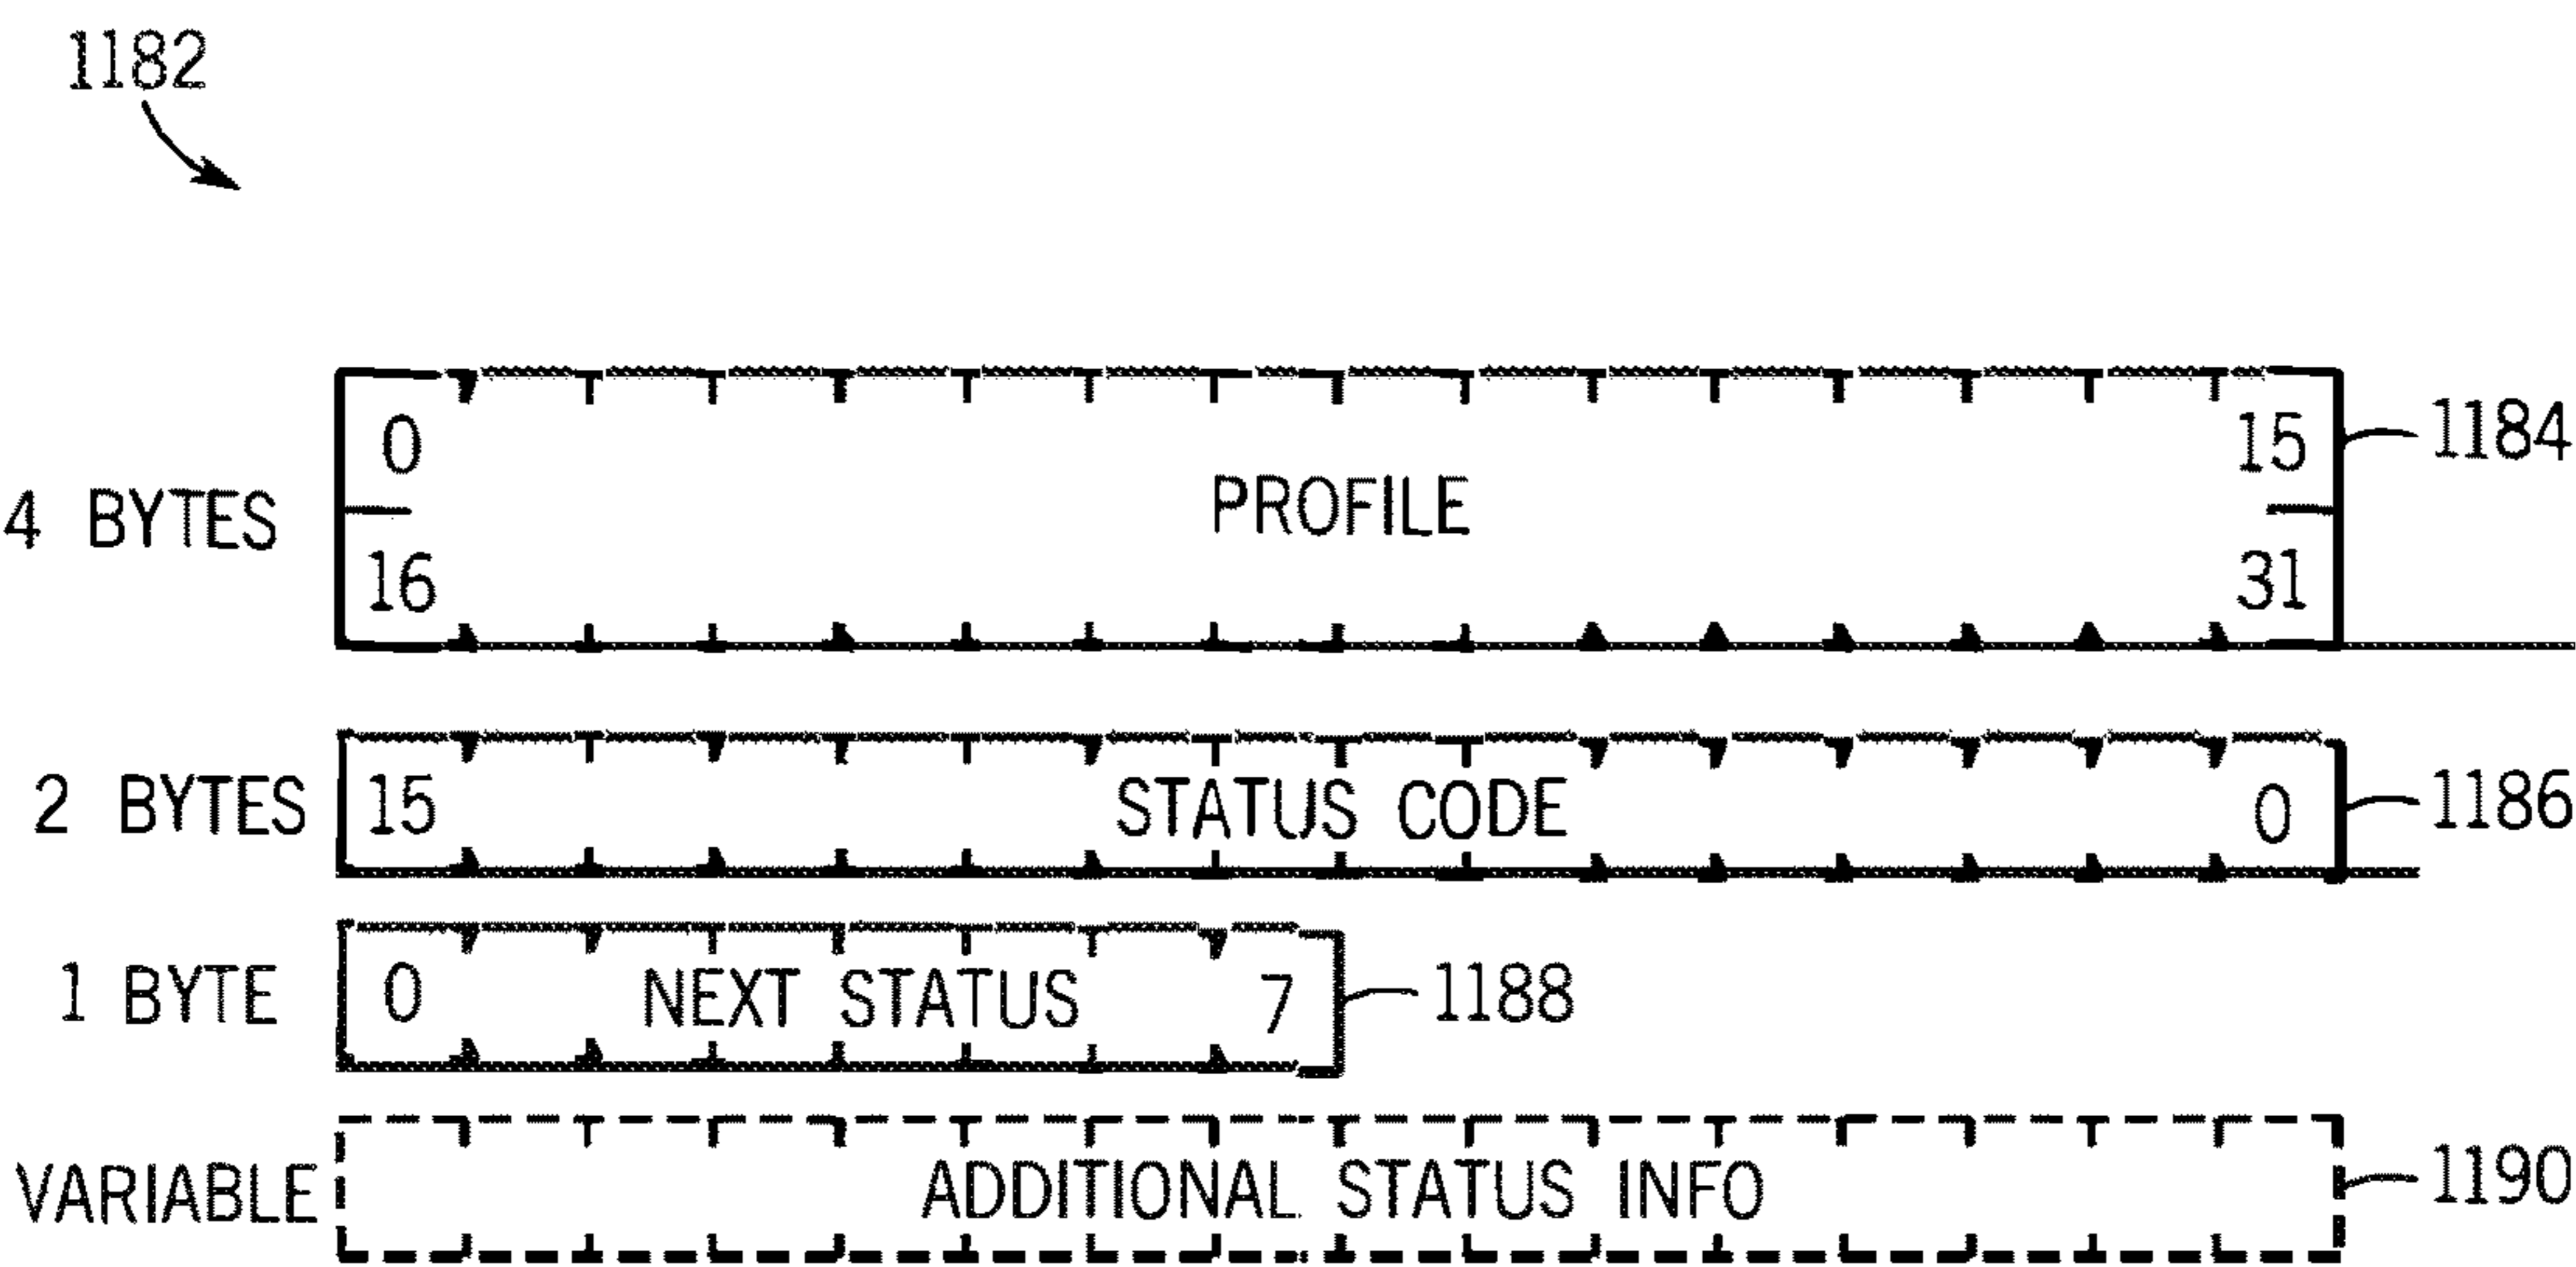 1182
0 15 1184
4 BYTES PROFILE
16 31
2 BYTES 15 STATUS CODE 0 1186
1 BYTE 0 NEXT STATUS 7 1188
VARIABLE ADDITIONAL STATUS INFO 1190